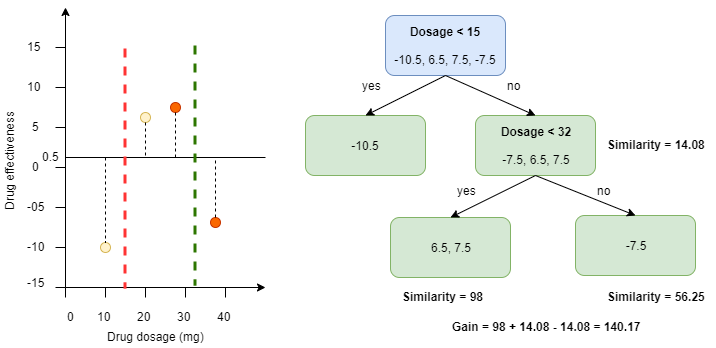 15
10
5
0.5
0
-05
-10
-15
Drug effectiveness
0 10 20 30 40
Drug dosage (mg)
Dosage < 15
-10.5, 6.5, 7.5, -7.5
yes
no
-10.5
Dosage < 32
-7.5, 6.5, 7.5
Similarity = 14.08
yes
no
6.5, 7.5
-7.5
Similarity = 98
Similarity = 56.25
Gain = 98 + 14.08 - 14.08 = 140.17